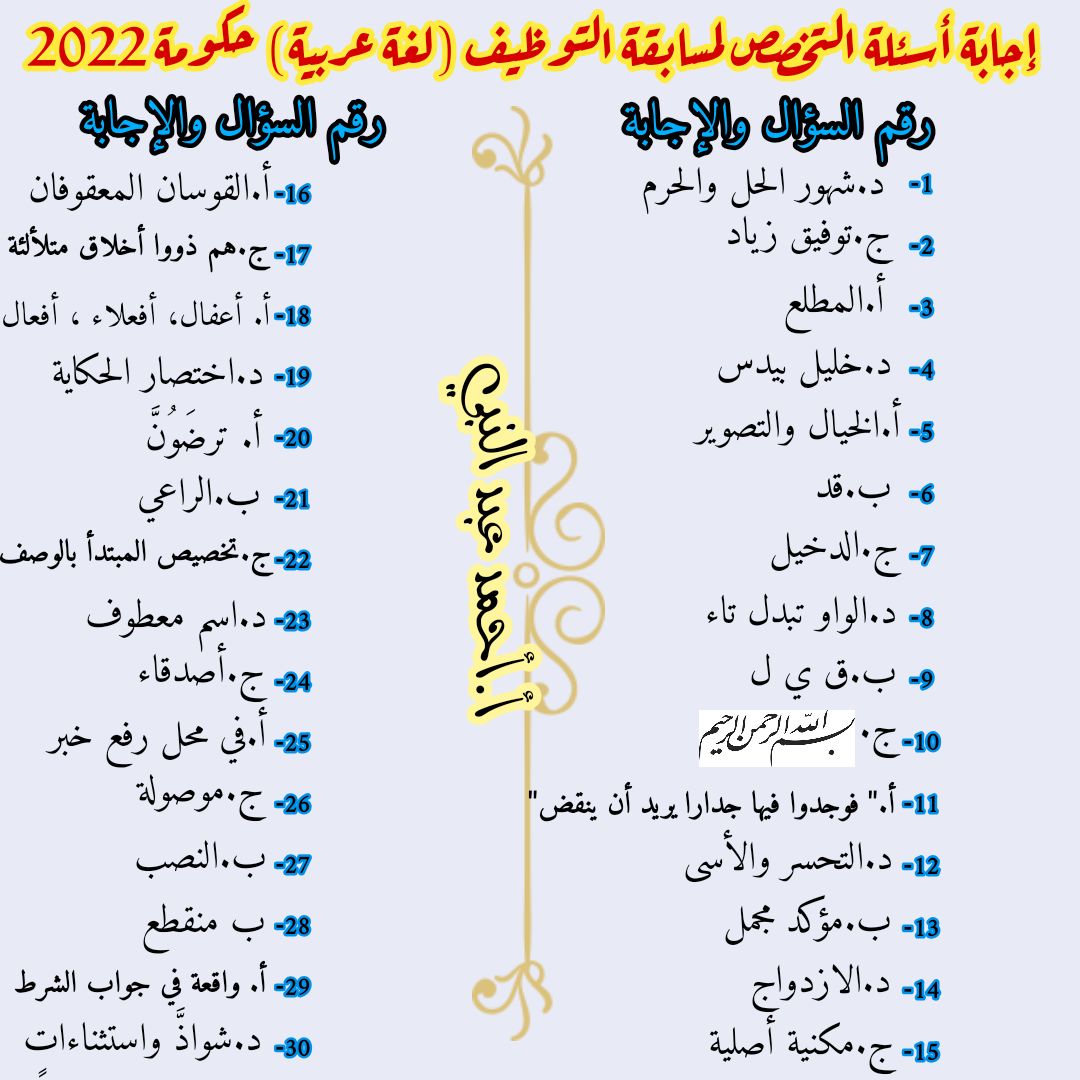 إجابة أسئلة التخصص لمسابقة التوظيف (لغة عربية) حكومة 2022
رقم السؤال والإجابة
1- د.شهور الحل والحرم
2- ج.توفيق زياد
3- أ.المطلع
4- د.خليل بيدس
5- أ.الخيال والتصوير
6- ب.قد
7- ج.الدخيل
8- د.الواو تبدل تاء
9- ب.ق ي ل
10- ج. بسم الله الرحمن الرحيم
11- أ." فوجدوا فيها جدارا يريد أن ينقض"
12- د.التحسر والأسى
13- ب.مؤكد مجمل
14- د.الازدواج
15- ج.مكنية أصلية
رقم السؤال والإجابة
16- أ.القوسان المعقوفان
17- ج.هم ذووا أخلاق متلألئة
18- أ. أعفال، أفعلاء ، أفعال
19- د.اختصار الحكاية
20- أ. ترضَوُنَّ
21- ب.الراعي
22- ج.تخصيص المبتدأ بالوصف
23- د.اسم معطوف
24- ج.أصدقاء
25- أ.في محل رفع خبر
26- ج.موصولة
27- ب.النصب
28- ب منقطع
29- أ. واقعة في جواب الشرط
30- د.شواذَّ واستثناءاتٍ
أ.أحمد عبد النبي